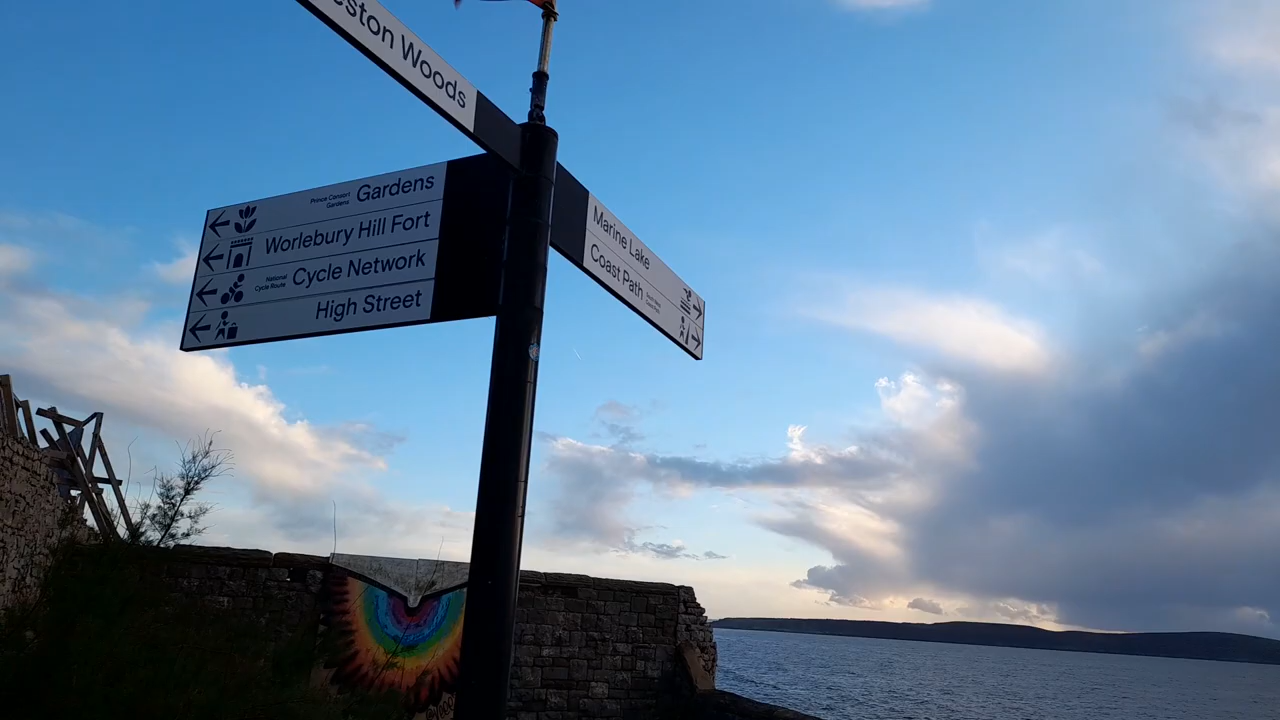 eston Woods
Prince Consort Gardens Gardens
Worlebury Hill Fort
National Cycle Route Cycle Network
High Street
Marine Lake
Coast Path